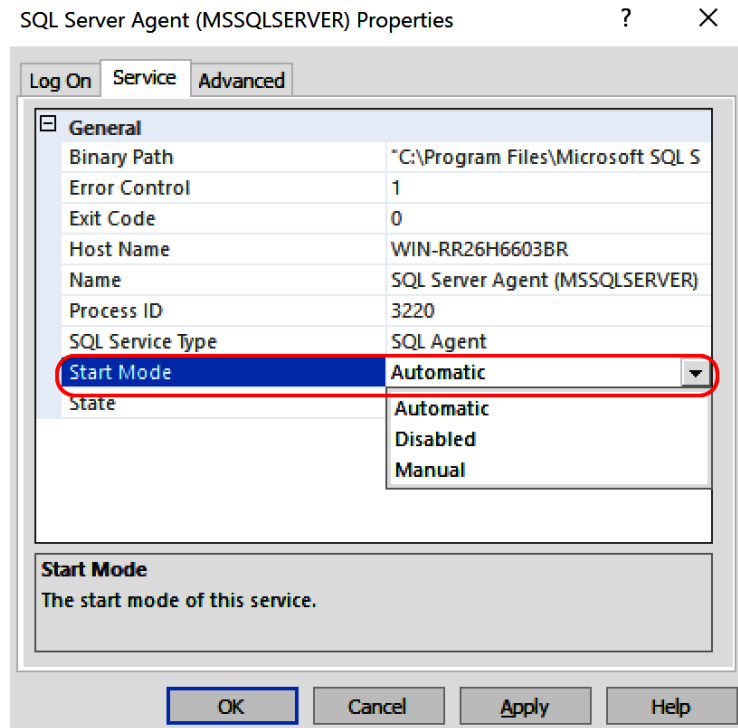 SQL Server Agent (MSSQLSERVER) Properties ?
Log On Service Advanced
General
Binary Path "C:\Program Files\Microsoft SQL S
Error Control 1
Exit Code 0
Host Name WIN-RR26H6603BR
Name SQL Server Agent (MSSQLSERVER)
Process ID 3220
SQL Service Type SQL Agent
Start Mode Automatic
State
Automatic
Disabled
Manual
Start Mode
The start mode of this service.
OK Cancel Apply Help